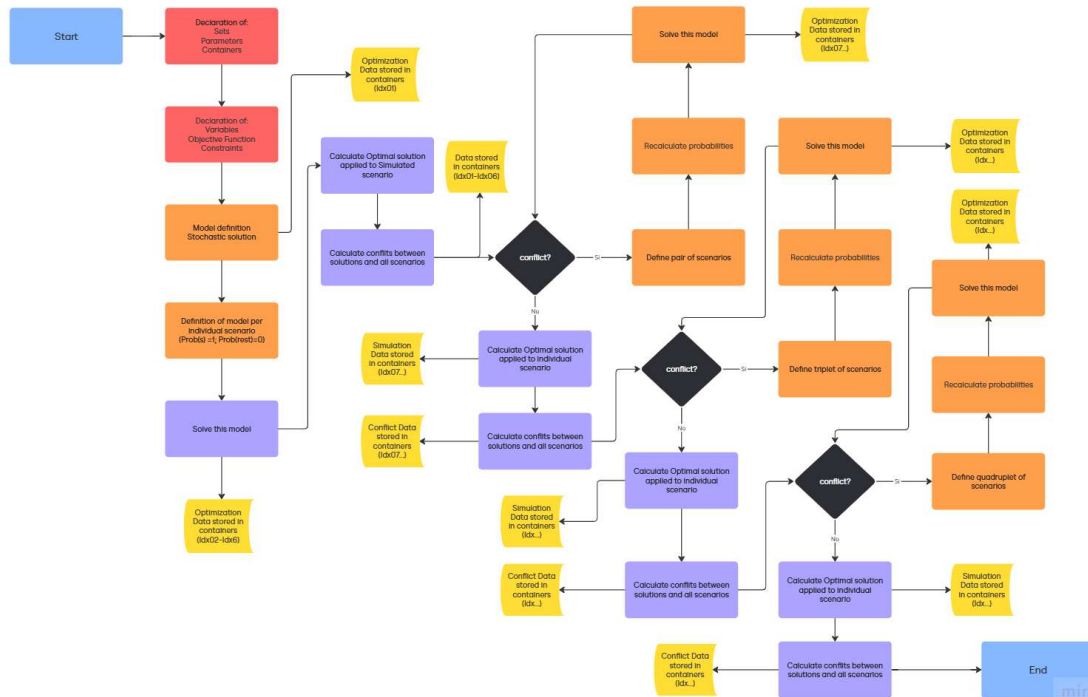 Start
Declaration of:
Sets
Parameters
Containers
Declaration of:
Variables
Objective Function
Constraints
Model definition
Stochastic solution
Definition of model per
individual scenario
(Prob(s) =1; Prob(rest)=0)
Solve this model
Optimization
Data stored in
containers
(Idx02-Idx6)
Optimization
Data stored in
containers
(Idx01)
Calculate Optimal solution
applied to Simulated
scenario
Calculate conflits between
solutions and all scenarios
Data stored
in containers
(Idx01-Idx06)
conflict?
Si
No
Define pair of scenarios
Recalculate probabilities
Solve this model
Optimization
Data stored in
containers
(Idx07...)
Calculate Optimal solution
applied to individual
scenario
Simulation
Data stored
in containers
(Idx07...)
Calculate conflits between
solutions and all scenarios
Conflict Data
stored in
containers
(Idx07...)
conflict?
Si
No
Define triplet of scenarios
Recalculate probabilities
Solve this model
Optimization
Data stored in
containers
(Idx...)
Calculate Optimal solution
applied to individual
scenario
Simulation
Data stored
in containers
(Idx...)
Calculate conflits between
solutions and all scenarios
Conflict Data
stored in
containers
(Idx...)
conflict?
Si
No
Define quadruplet of
scenarios
Recalculate probabilities
Solve this model
Optimization
Data stored in
containers
(Idx...)
Calculate Optimal solution
applied to individual
scenario
Simulation
Data stored
in containers
(Idx...)
Calculate conflits between
solutions and all scenarios
Conflict Data
stored in
containers
(Idx...)
End